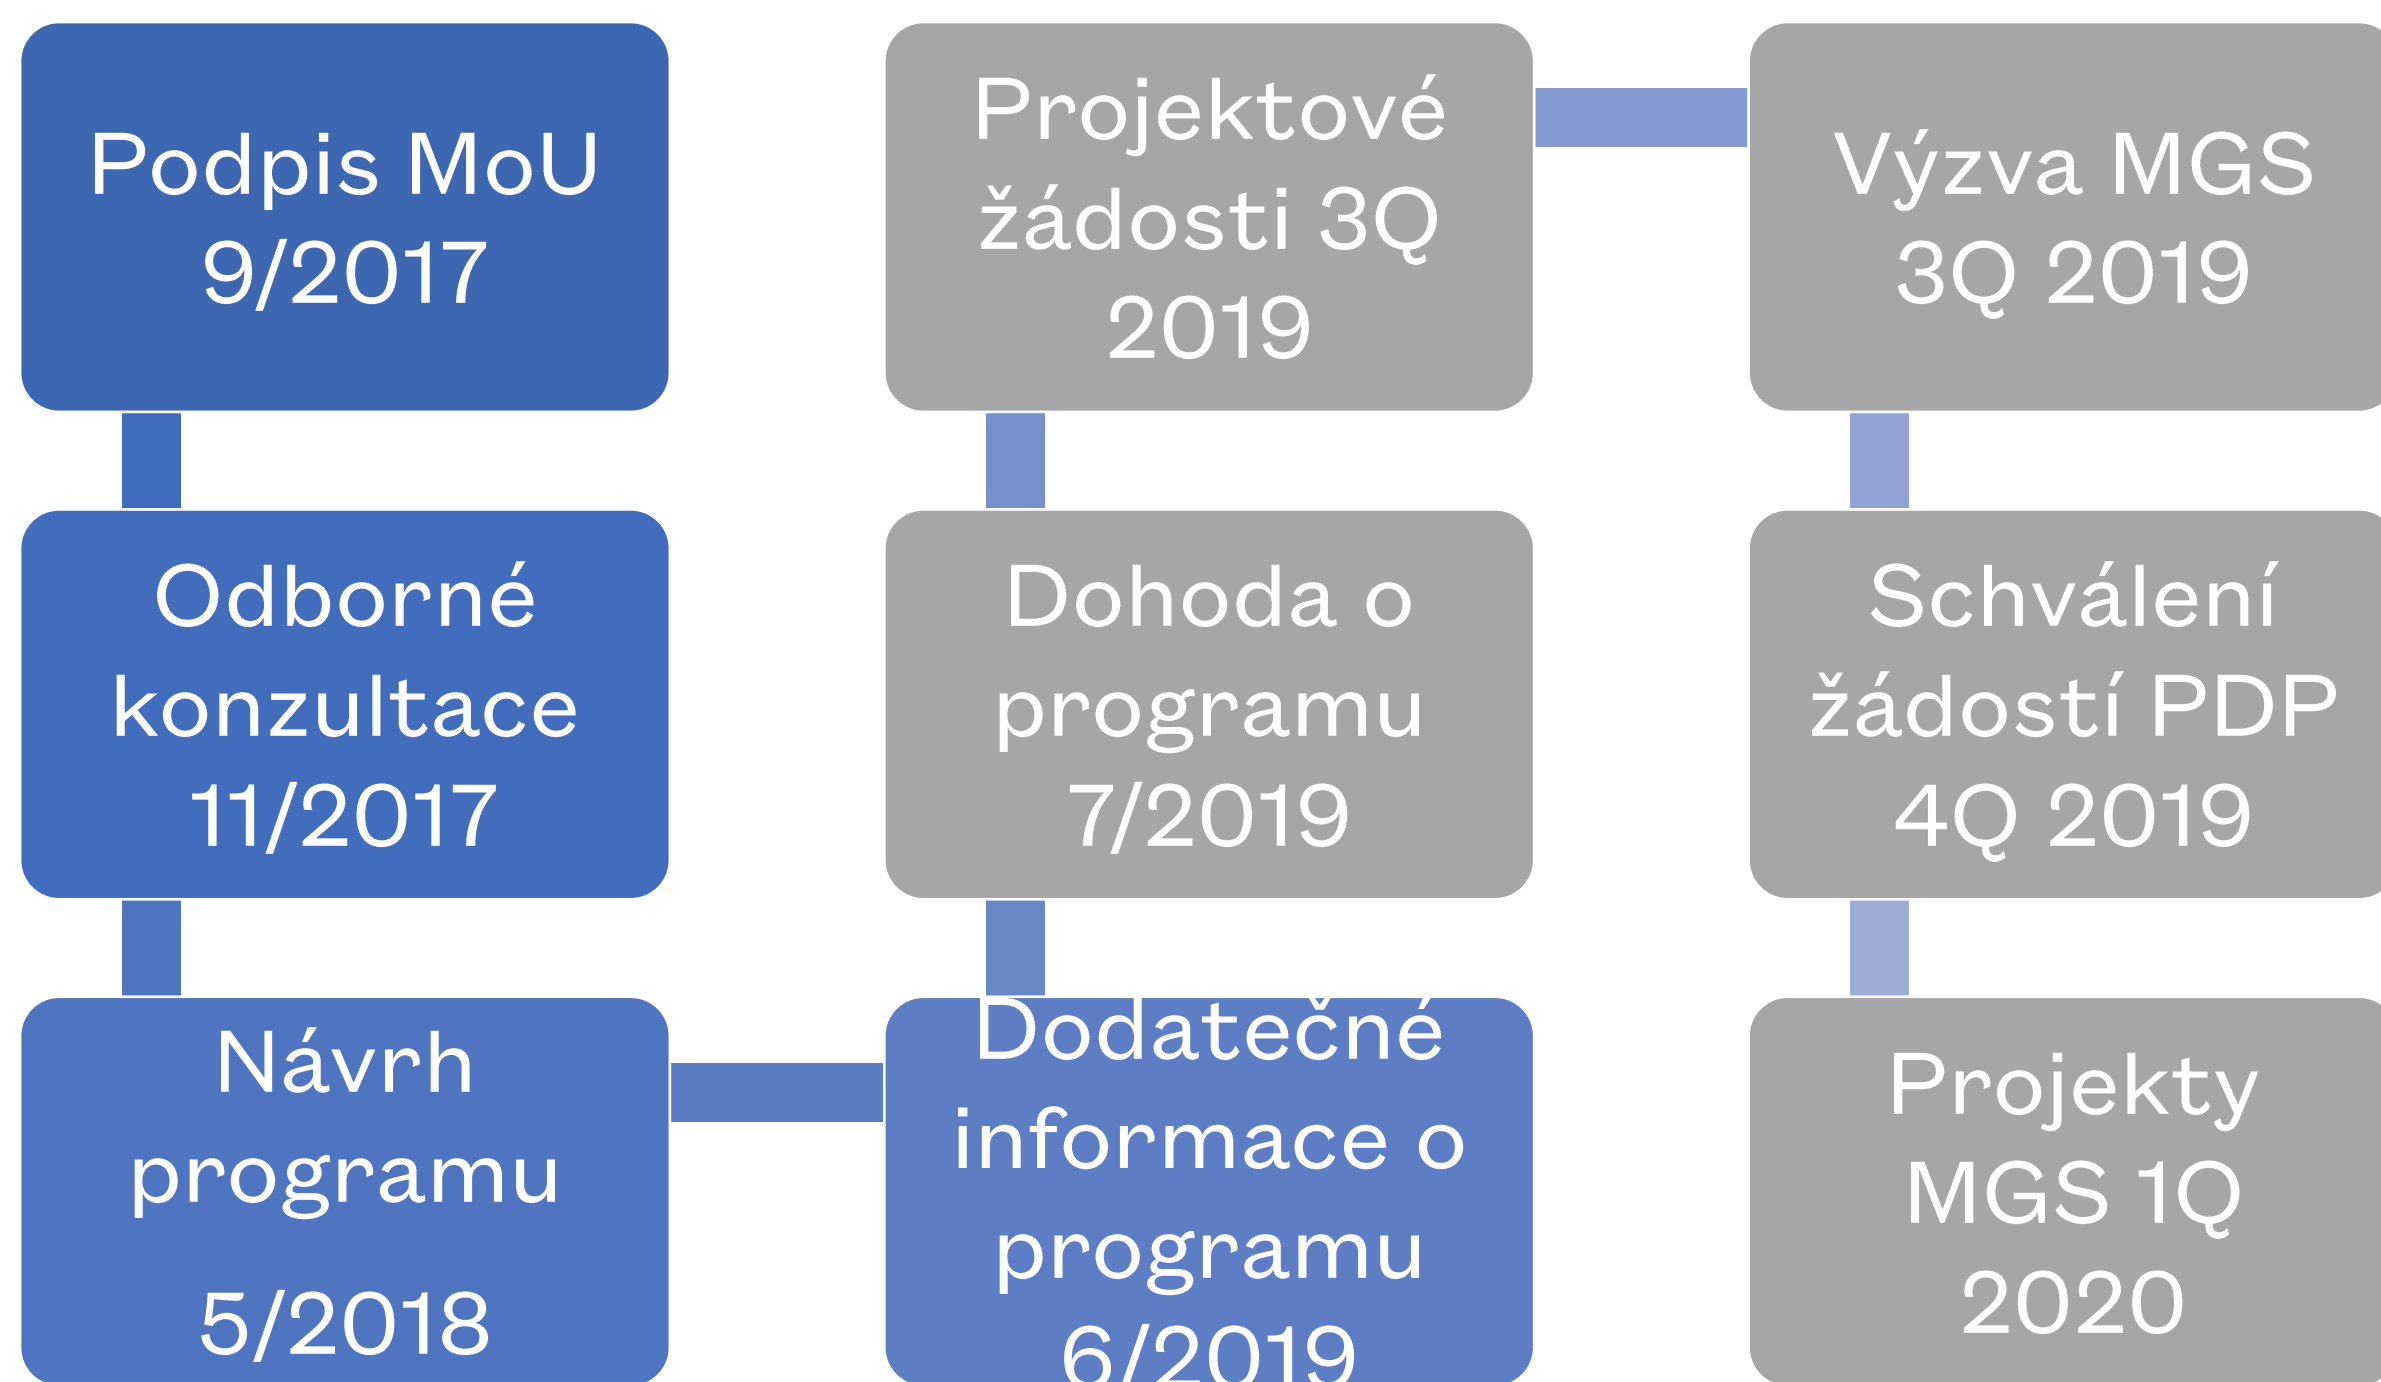 Podpis MoU
9/2017
Odborné
konzultace
11/2017
Návrh
programu
5/2018
Dodatečné
informace o
programu
6/2019
Dohoda o
programu
7/2019
Projektové
žádosti 3Q
2019
Výzva MGS
3Q 2019
Schválení
žádostí PDP
4Q 2019
Projekty
MGS 1Q
2020